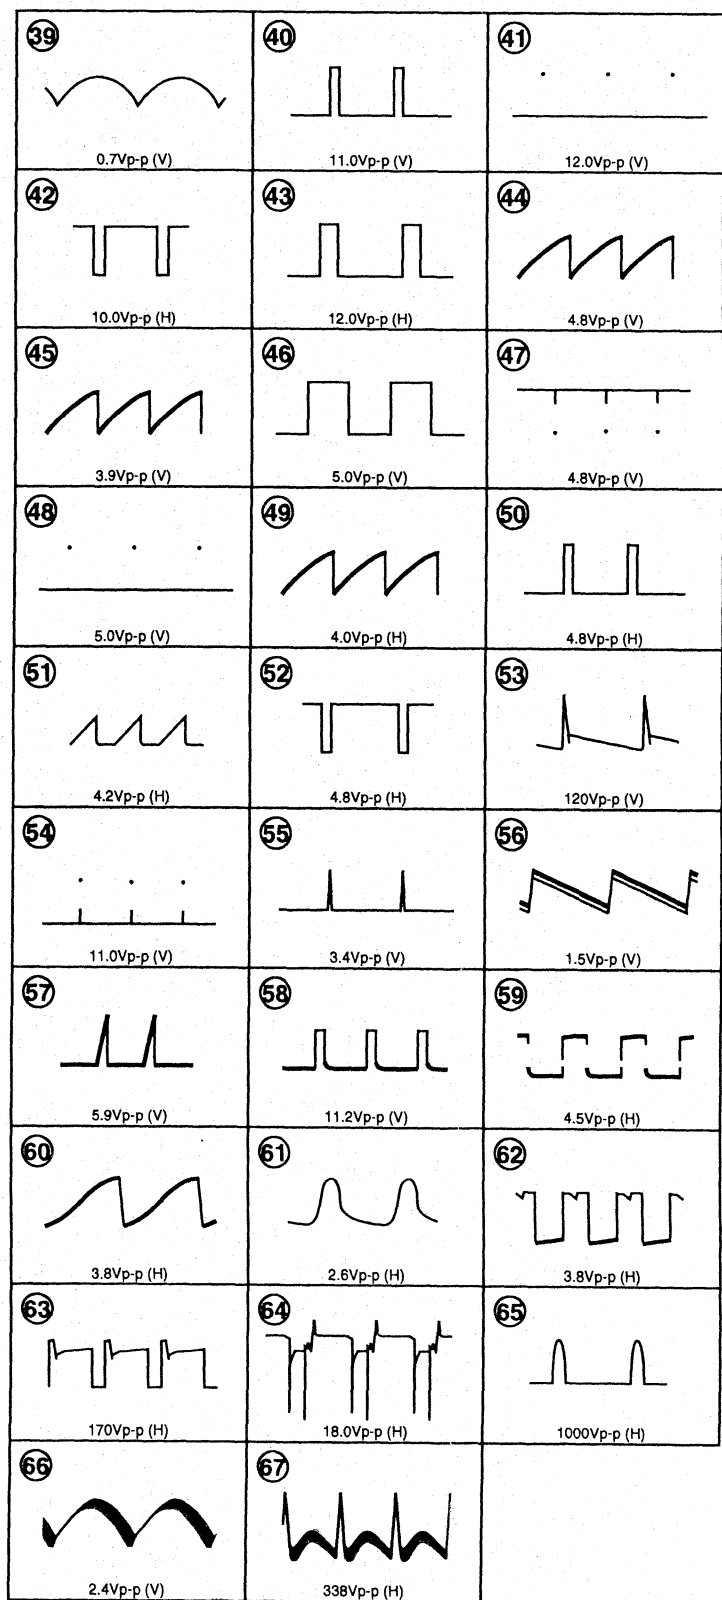 39 40 41
0.7Vp-p (V) 11.0Vp-p (V) 12.0Vp-p (V)
42 43 44
10.0Vp-p (H) 12.0Vp-p (H) 4.8Vp-p (V)
45 46 47
3.9Vp-p (V) 5.0Vp-p (V) 4.8Vp-p (V)
48 49 50
5.0Vp-p (V) 4.0Vp-p (H) 4.8Vp-p (H)
51 52 53
4.2Vp-p (H) 4.8Vp-p (H) 120Vp-p (V)
54 55 56
11.0Vp-p (V) 3.4Vp-p (V) 1.5Vp-p (V)
57 58 59
5.9Vp-p (V) 11.2Vp-p (V) 4.5Vp-p (H)
60 61 62
3.8Vp-p (H) 2.6Vp-p (H) 3.8Vp-p (H)
63 64 65
170Vp-p (H) 18.0Vp-p (H) 1000Vp-p (H)
66 67
2.4Vp-p (V) 338Vp-p (H)